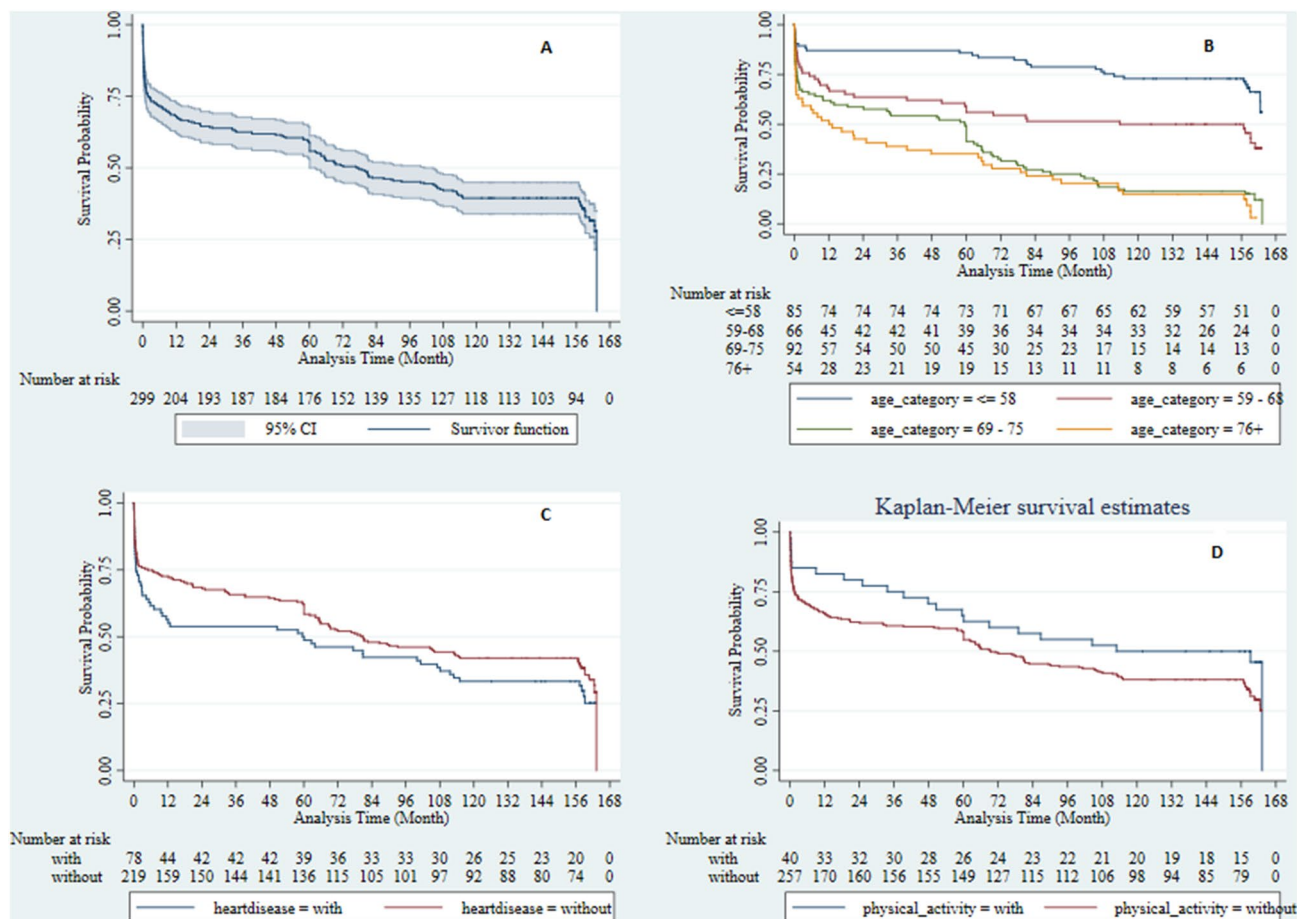 A
1.00
.75
0.50
.25
0.00
Survival Probability
0 12 24 36 48 60 72 84 96 108 120 132 144 156 168
Analysis Time (Month)
Number at risk
299 204 193 187 184 176 152 139 135 127 118 113 103 94 0
95% CI Survivor function
B
1.00
0.75
0.50
0.25
0.00
Survival Probability
0 12 24 36 48 60 72 84 96 108 120 132 144 156 168
Analysis Time (Month)
Number at risk
<=58 85 74 74 74 74 73 71 67 67 65 62 59 57 51 0
59-68 66 45 42 42 41 39 36 34 34 34 33 32 26 24 0
69-75 92 57 54 50 50 45 30 25 23 17 15 14 14 13 0
76+ 54 28 23 21 19 19 15 13 11 11 8 8 6 6 0
age_category = <= 58 age_category = 59 - 68
age_category = 69 - 75 age_category = 76+
C
1.00
0.75
0.50
0.25
0.00
Survival Probability
0 12 24 36 48 60 72 84 96 108 120 132 144 156 168
Analysis Time (Month)
Number at risk
with 78 44 42 42 42 39 36 33 33 30 26 25 23 20 0
without 219 159 150 144 141 136 115 105 101 97 92 88 80 74 0
heartdisease = with heartdisease = without
Kaplan-Meier survival estimates
D
1.00
0.75
0.50
0.25
0.00
Survival Probability
0 12 24 36 48 60 72 84 96 108 120 132 144 156 168
Analysis Time (Month)
Number at risk
with 40 33 32 30 28 26 24 23 22 21 20 19 18 15 0
without 257 170 160 156 155 149 127 115 112 106 98 94 85 79 0
physical_activity = with physical_activity = without